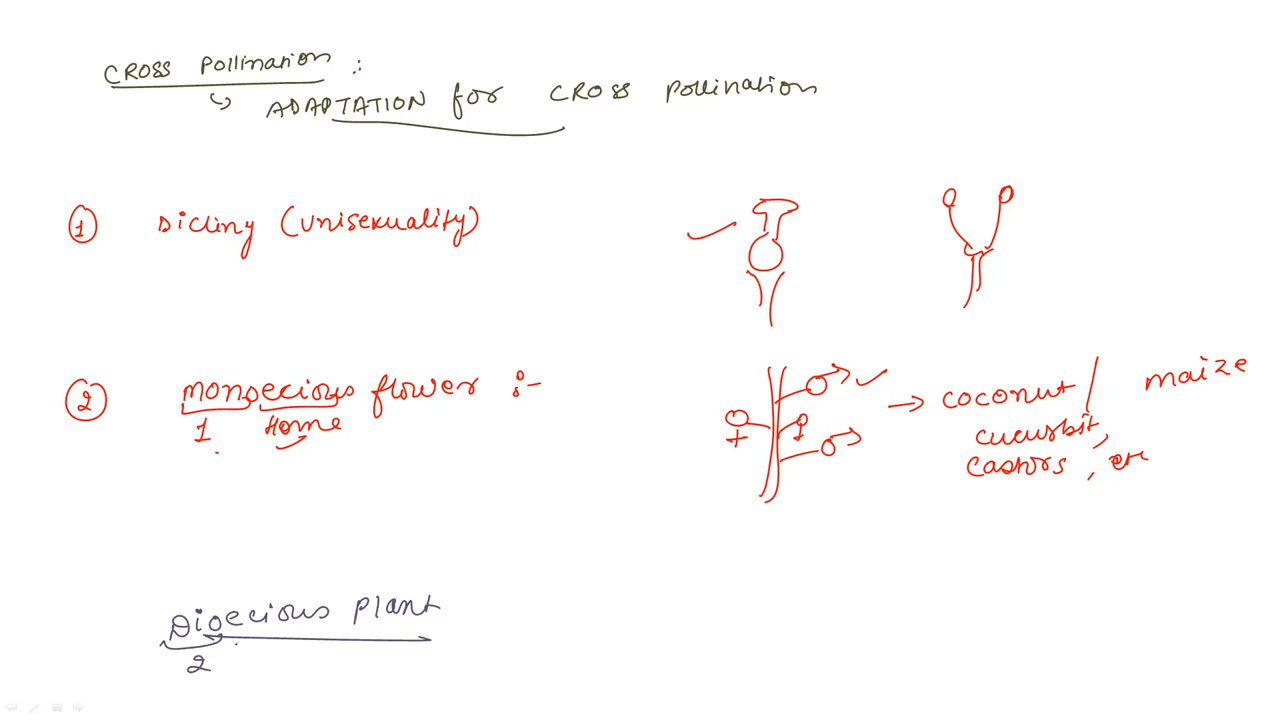 CROSS Pollination :
ADAPTATION for CROSS Pollination
① Dicliny (Unisexuality)
② monoecious flower :-
1 Home
→ coconut / maize
cucurbit,
castors, etc
Dioecious Plant
2